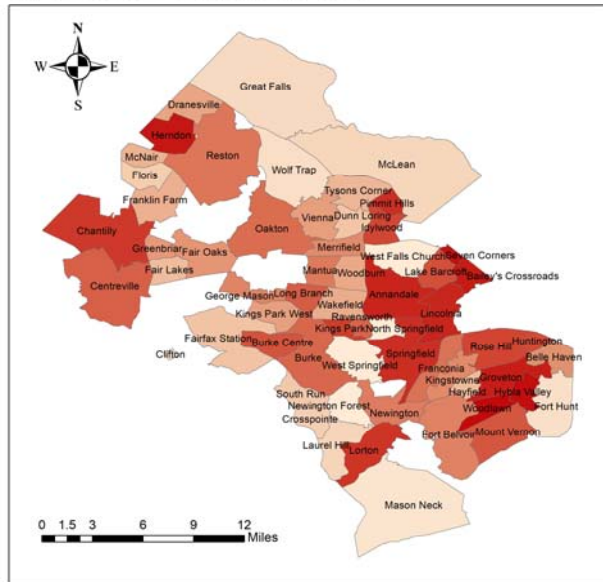 N
W E
S
Great Falls
Dranesville
Herndon
Reston
McNair
Floris
Wolf Trap
McLean
Tysons Corner
Franklin Farm
Pimmit Hills
Vienna
Dunn Loring
Idylwood
Chantilly
Oakton
Greenbriar
Fair Oaks
Merrifield
West Falls Church
Seven Corners
Fair Lakes
Mantua
Woodburn
Lake Barcroft
Bailey's Crossroads
Centreville
George Mason
Long Branch
Annandale
Wakefield
Kings Park West
Ravensworth
Lincolnia
Kings Park
North Springfield
Fairfax Station
Burke Centre
Rose Hill
Huntington
Clifton
Burke
Springfield
Belle Haven
West Springfield
Franconia
Groveton
Kingstowne
South Run
Hayfield
Hybla Valley
Newington Forest
Woodlawn
Fort Hunt
Crosspointe
Newington
Laurel Hill
Fort Belvoir
Mount Vernon
Lorton
Mason Neck
0 1.5 3 6 9 12
Miles